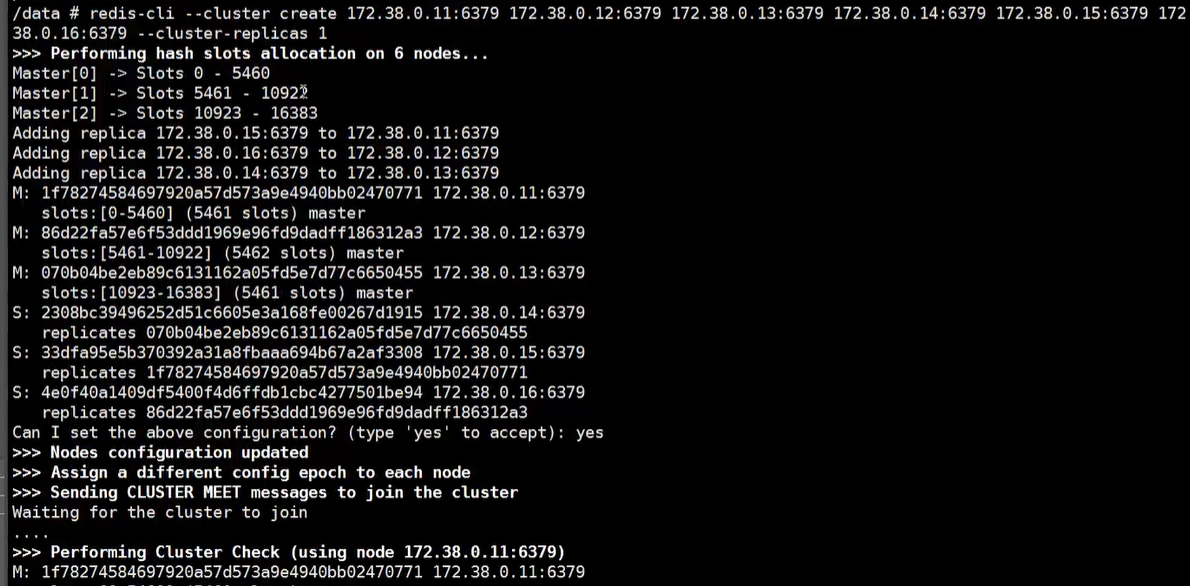 /data # redis-cli --cluster create 172.38.0.11:6379 172.38.0.12:6379 172.38.0.13:6379 172.38.0.14:6379 172.38.0.15:6379 172
38.0.16:6379 --cluster-replicas 1
>>> Performing hash slots allocation on 6 nodes...
Master[0] -> Slots 0 - 5460
Master[1] -> Slots 5461 - 10922
Master[2] -> Slots 10923 - 16383
Adding replica 172.38.0.15:6379 to 172.38.0.11:6379
Adding replica 172.38.0.16:6379 to 172.38.0.12:6379
Adding replica 172.38.0.14:6379 to 172.38.0.13:6379
M: 1f78274584697920a57d573a9e4940bb02470771 172.38.0.11:6379
   slots:[0-5460] (5461 slots) master
M: 86d22fa57e6f53ddd1969e96fd9dadff186312a3 172.38.0.12:6379
   slots:[5461-10922] (5462 slots) master
M: 070b04be2eb89c6131162a05fd5e7d77c6650455 172.38.0.13:6379
   slots:[10923-16383] (5461 slots) master
S: 2308bc39496252d51c6605e3a168fe00267d1915 172.38.0.14:6379
   replicates 070b04be2eb89c6131162a05fd5e7d77c6650455
S: 33dfa95e5b370392a31a8fbaaa694b67a2af3308 172.38.0.15:6379
   replicates 1f78274584697920a57d573a9e4940bb02470771
S: 4e0f40a1409df5400f4d6ffdb1cbc4277501be94 172.38.0.16:6379
   replicates 86d22fa57e6f53ddd1969e96fd9dadff186312a3
Can I set the above configuration? (type 'yes' to accept): yes
>>> Nodes configuration updated
>>> Assign a different config epoch to each node
>>> Sending CLUSTER MEET messages to join the cluster
Waiting for the cluster to join
....
>>> Performing Cluster Check (using node 172.38.0.11:6379)
M: 1f78274584697920a57d573a9e4940bb02470771 172.38.0.11:6379